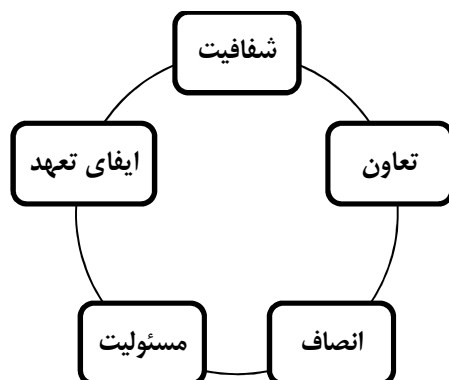 شفافیت
تعاون
انصاف
مسئولیت
ایفای تعهد